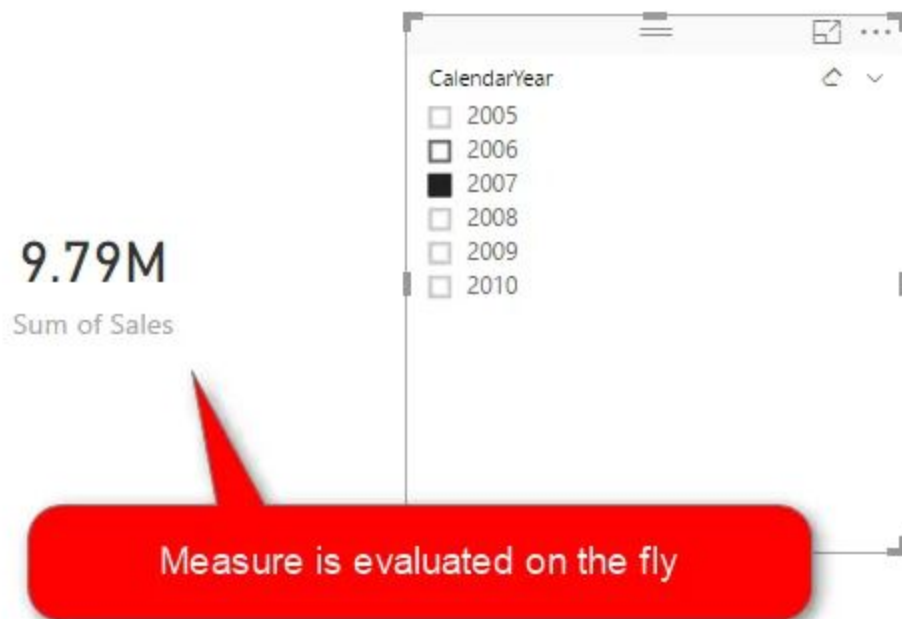 CalendarYear
2005
2006
2007
2008
2009
2010
9.79M
Sum of Sales
Measure is evaluated on the fly